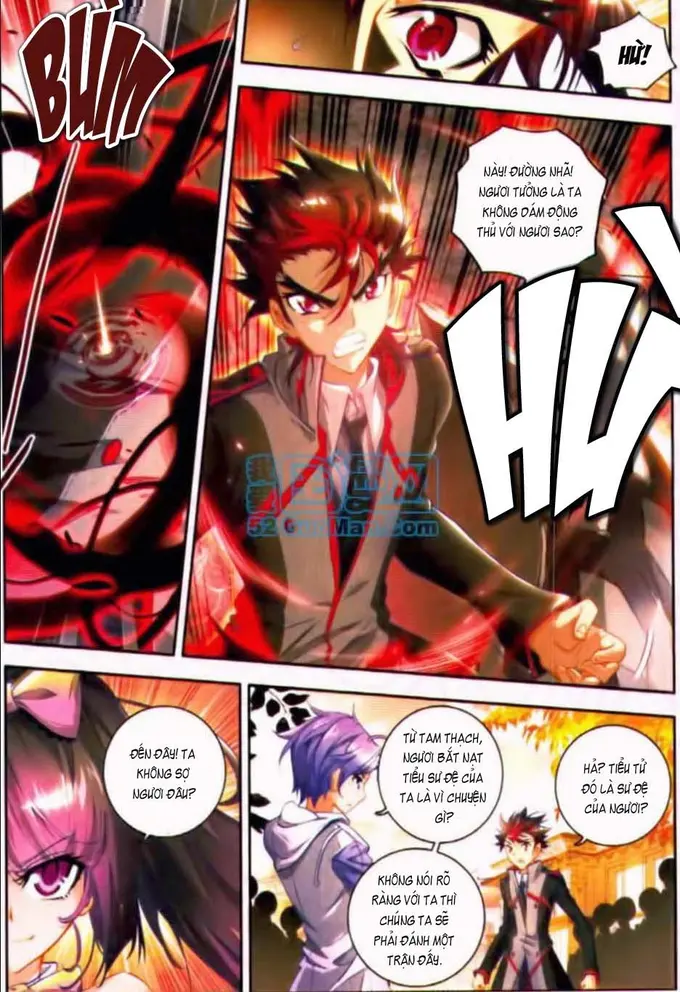 BÙM
HỪ!
NÀY! ĐƯỜNG NHÃ!
NGƯƠI TƯỞNG LÀ TA
KHÔNG DÁM ĐỘNG
THỦ VỚI NGƯƠI SAO?
HỪ
52
.Com
ĐẾN ĐÂY! TA
KHÔNG SỢ
NGƯƠI ĐÂU?
TỪ TAM THẠCH,
NGƯƠI BẮT NẠT
TIỂU SƯ ĐỆ CỦA
TA LÀ VÌ CHUYỆN
GÌ?
HẢ? TIỂU TỬ
ĐÓ LÀ SƯ ĐỆ
CỦA NGƯƠI?
KHÔNG NÓI RÕ
RÀNG VỚI TA THÌ
CHÚNG TA SẼ
PHẢI ĐÁNH MỘT
TRẬN ĐẤY.